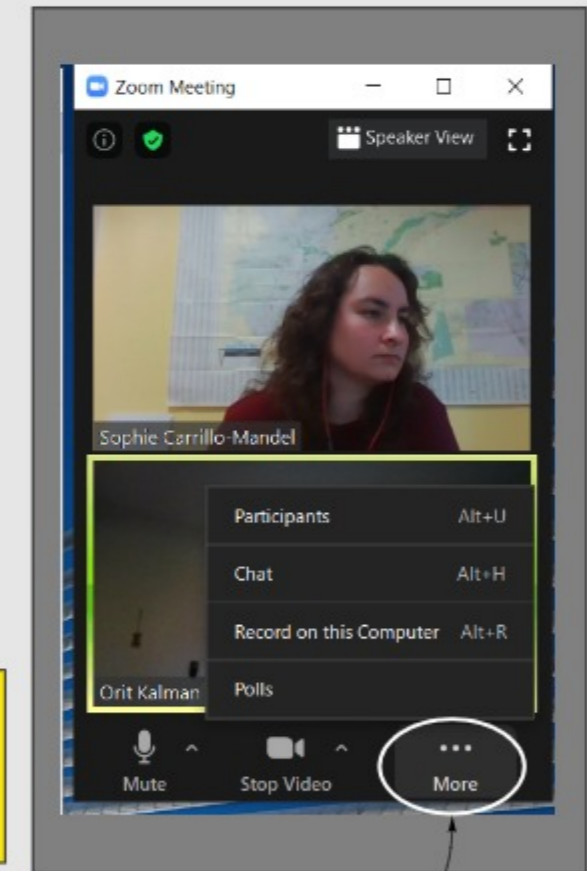 Zoom Meeting
Speaker View
Sophie Carrillo-Mandel
Participants Alt+U
Chat Alt+H
Record on this Computer Alt+R
Polls
Orit Kalman
Mute Stop Video More